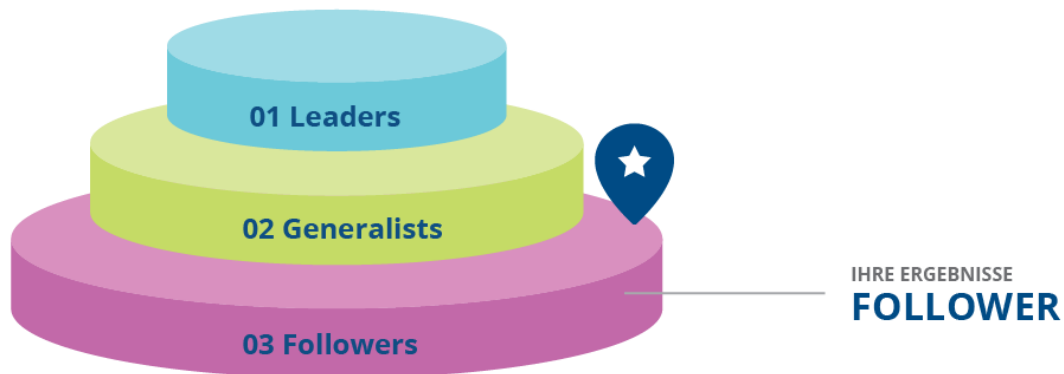 01 Leaders
02 Generalists
IHRE ERGEBNISSE
FOLLOWER
03 Followers